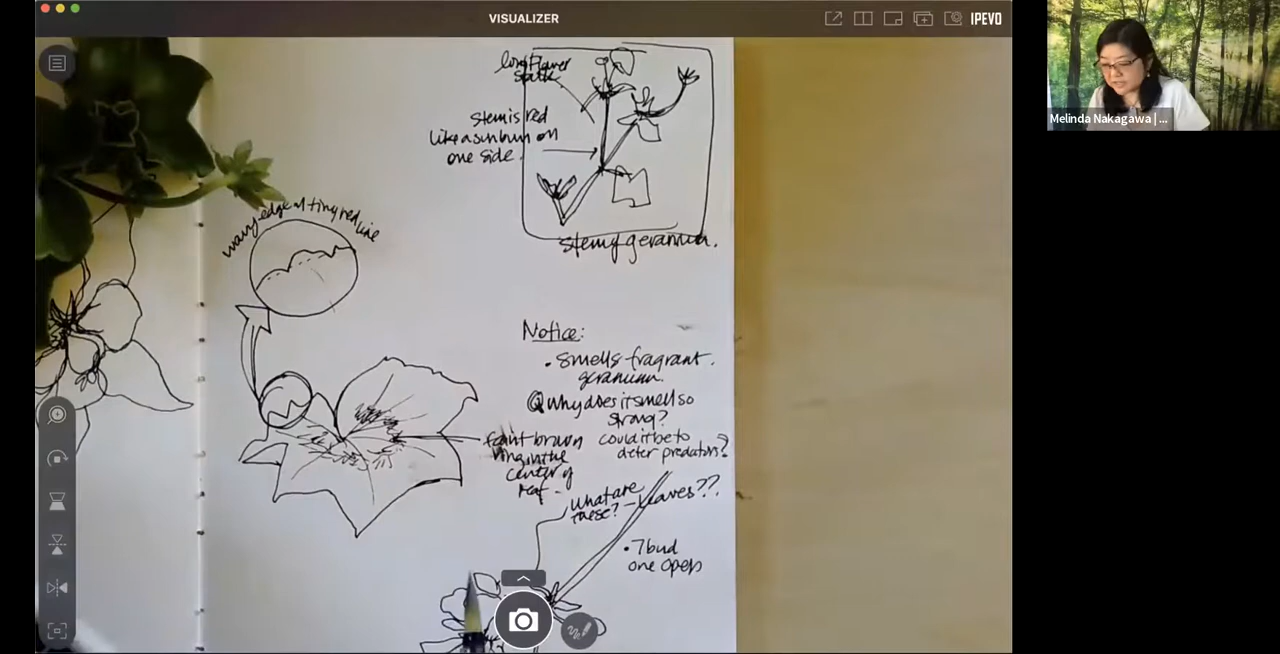 VISUALIZER
IPEVO
Melinda Nakagawa | ...
long flower
stalk
stem is red
like a sunburn on
one side.
stem of geranium.
wavy edge w/ tiny red line
Notice:
• smells fragrant.
geranium.
Q Why does it smell so
strong?
could it be to
deter predators?
faint brown
ring in the
center of
leaf.
What are
these? - Leaves??
• 7 bud
one open